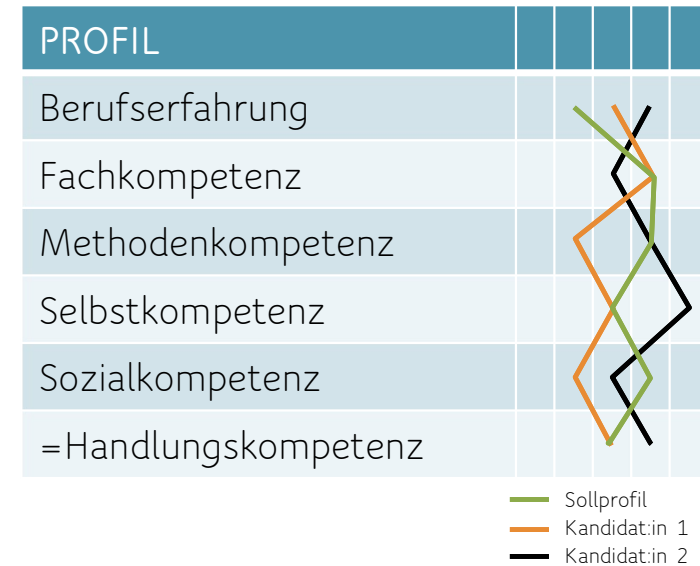 PROFIL
Berufserfahrung
Fachkompetenz
Methodenkompetenz
Selbstkompetenz
Sozialkompetenz
=Handlungskompetenz
Sollprofil
Kandidat:in 1
Kandidat:in 2